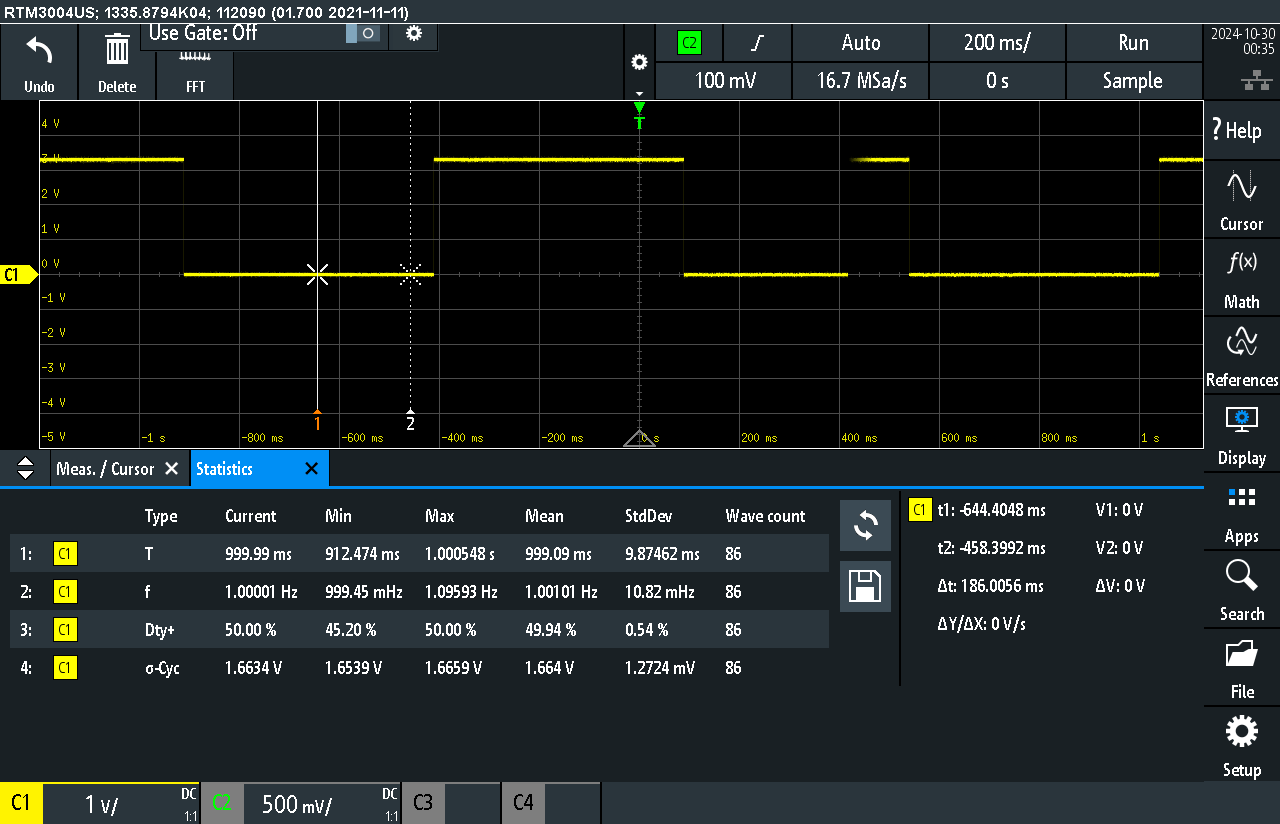 RTM3004US; 1335.8794K04; 112090 (01.700 2021-11-11)
Undo
Delete
FFT
Use Gate: Off
C2
Auto
200 ms/
Run
100 mV
16.7 MSa/s
0 s
Sample
2024-10-30
00:35
T
4 V
3 V
2 V
1 V
0 V
-1 V
-2 V
-3 V
-4 V
-5 V
C1
1
2
-1 s
-800 ms
-600 ms
-400 ms
-200 ms
0 s
200 ms
400 ms
600 ms
800 ms
1 s
? Help
Cursor
f(x)
Math
References
Display
Apps
Search
File
Setup
Meas. / Cursor
Statistics
Type Current Min Max Mean StdDev Wave count
1: C1 T 999.99 ms 912.474 ms 1.000548 s 999.09 ms 9.87462 ms 86
2: C1 f 1.00001 Hz 999.45 mHz 1.09593 Hz 1.00101 Hz 10.82 mHz 86
3: C1 Dty+ 50.00 % 45.20 % 50.00 % 49.94 % 0.54 % 86
4: C1 σ-Cyc 1.6634 V 1.6539 V 1.6659 V 1.664 V 1.2724 mV 86
C1 t1: -644.4048 ms V1: 0 V
t2: -458.3992 ms V2: 0 V
Δt: 186.0056 ms ΔV: 0 V
ΔY/ΔX: 0 V/s
C1 1 V/ DC 1:1
C2 500 mV/ DC 1:1
C3
C4